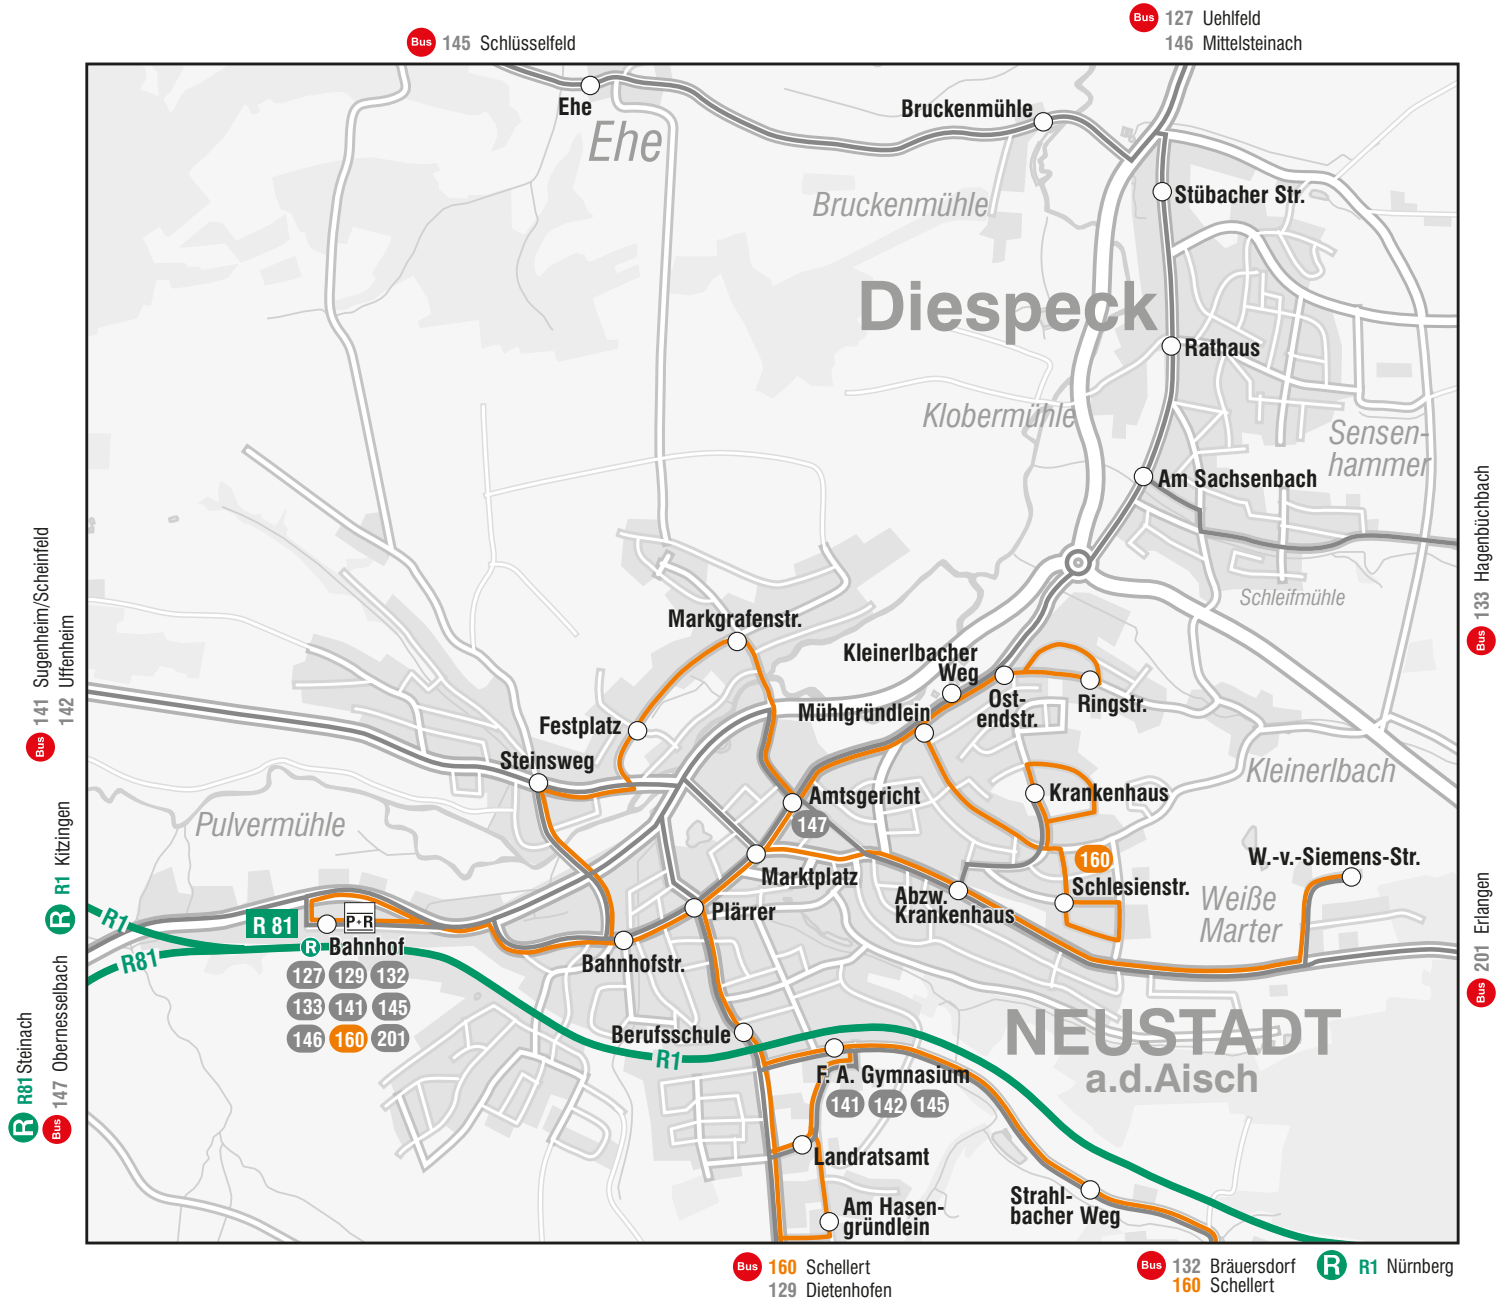 Bus 127 Uehlfeld
146 Mittelsteinach
Bus 145 Schlüsselfeld
Ehe
Ehe
Bruckenmühle
Bruckenmühle
Stübacher Str.
Diespeck
Rathaus
Klobermühle
Sensen-
hammer
Am Sachsenbach
Schleifmühle
Bus 133 Hagenbüchbach
Bus 141 Sugenheim/Scheinfeld
142 Uffenheim
Markgrafenstr.
Kleinerlbacher
Weg
Ost-
endstr.
Ringstr.
Mühlgründlein
Festplatz
Steinsweg
Kleinerlbach
Krankenhaus
Amtsgericht
147
Pulvermühle
R R1 Kitzingen
160
W.-v.-Siemens-Str.
Marktplatz
Schlesienstr.
Abzw.
Krankenhaus
Weiße
Marter
Plärrer
R1
R 81
P+R
R Bahnhof
R81
Bahnhofstr.
127 129 132
133 141 145
146 160 201
Bus 201 Erlangen
R R81 Steinach
Bus 147 Obernesselbach
Berufsschule
R1
NEUSTADT
a.d.Aisch
F. A. Gymnasium
141 142 145
Landratsamt
Strahl-
bacher Weg
Am Hasen-
gründlein
Bus 160 Schellert
129 Dietenhofen
Bus 132 Bräuersdorf
160 Schellert
R R1 Nürnberg